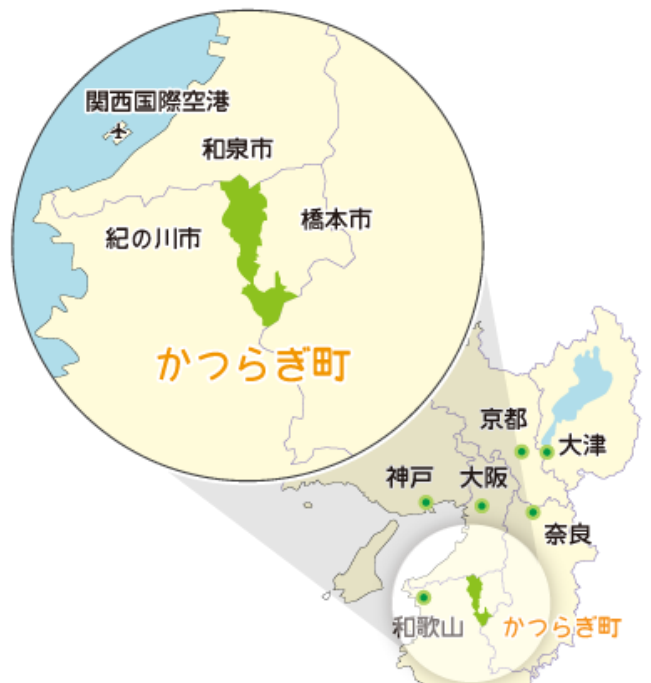 関西国際空港
和泉市
橋本市
紀の川市
かつらぎ町
京都
大津
神戸
大阪
奈良
和歌山
かつらぎ町